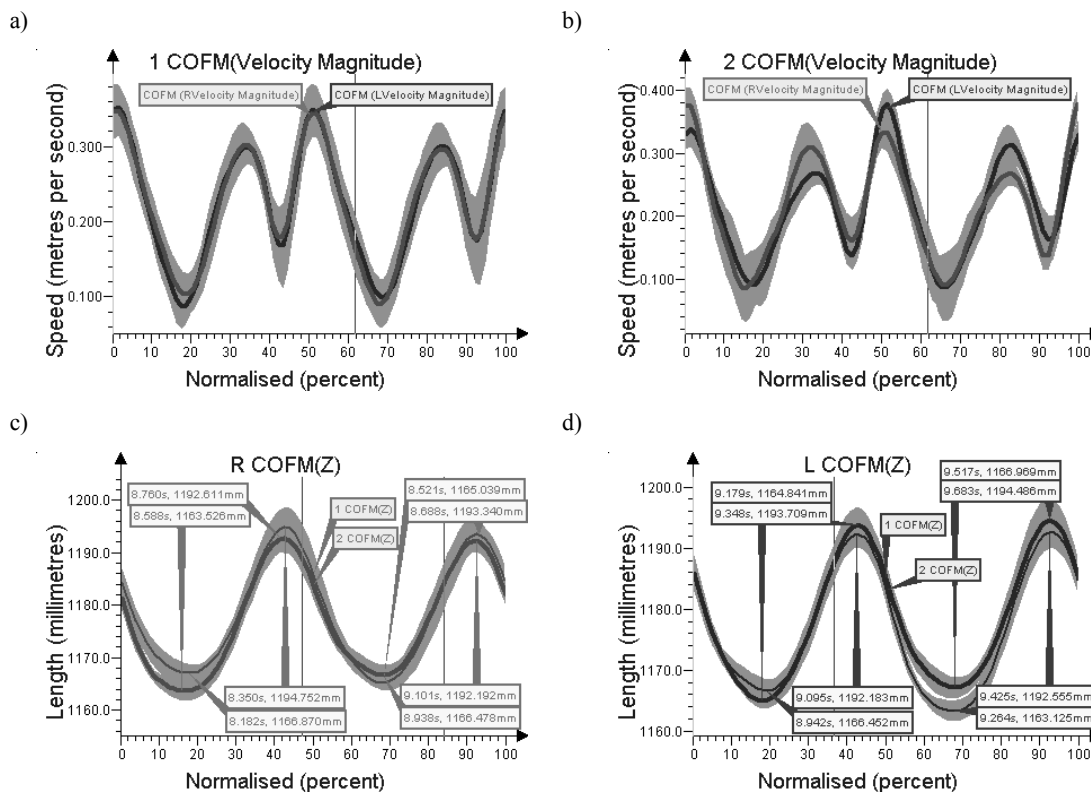 a)
1 COFM(Velocity Magnitude)
COFM (RVelocity Magnitude)
COFM (LVelocity Magnitude)
0.300
0.200
0.100
Speed (metres per second)
0 10 20 30 40 50 60 70 80 90 100
Normalised (percent)
b)
2 COFM(Velocity Magnitude)
COFM (RVelocity Magnitude)
COFM (LVelocity Magnitude)
0.400
0.300
0.200
0.100
Speed (metres per second)
0 10 20 30 40 50 60 70 80 90 100
Normalised (percent)
c)
R COFM(Z)
8.760s, 1192.611mm
8.588s, 1163.526mm
1 COFM(Z)
2 COFM(Z)
8.521s, 1165.039mm
8.688s, 1193.340mm
1200.0
1190.0
1180.0
1170.0
1160.0
Length (millimetres)
8.350s, 1194.752mm
8.182s, 1166.870mm
9.101s, 1192.192mm
8.938s, 1166.478mm
0 10 20 30 40 50 60 70 80 90 100
Normalised (percent)
d)
L COFM(Z)
9.179s, 1164.841mm
9.348s, 1193.709mm
1 COFM(Z)
2 COFM(Z)
9.517s, 1166.969mm
9.683s, 1194.486mm
1200.0
1190.0
1180.0
1170.0
1160.0
Length (millimetres)
9.095s, 1192.183mm
8.942s, 1166.452mm
9.425s, 1192.555mm
9.264s, 1163.125mm
0 10 20 30 40 50 60 70 80 90 100
Normalised (percent)